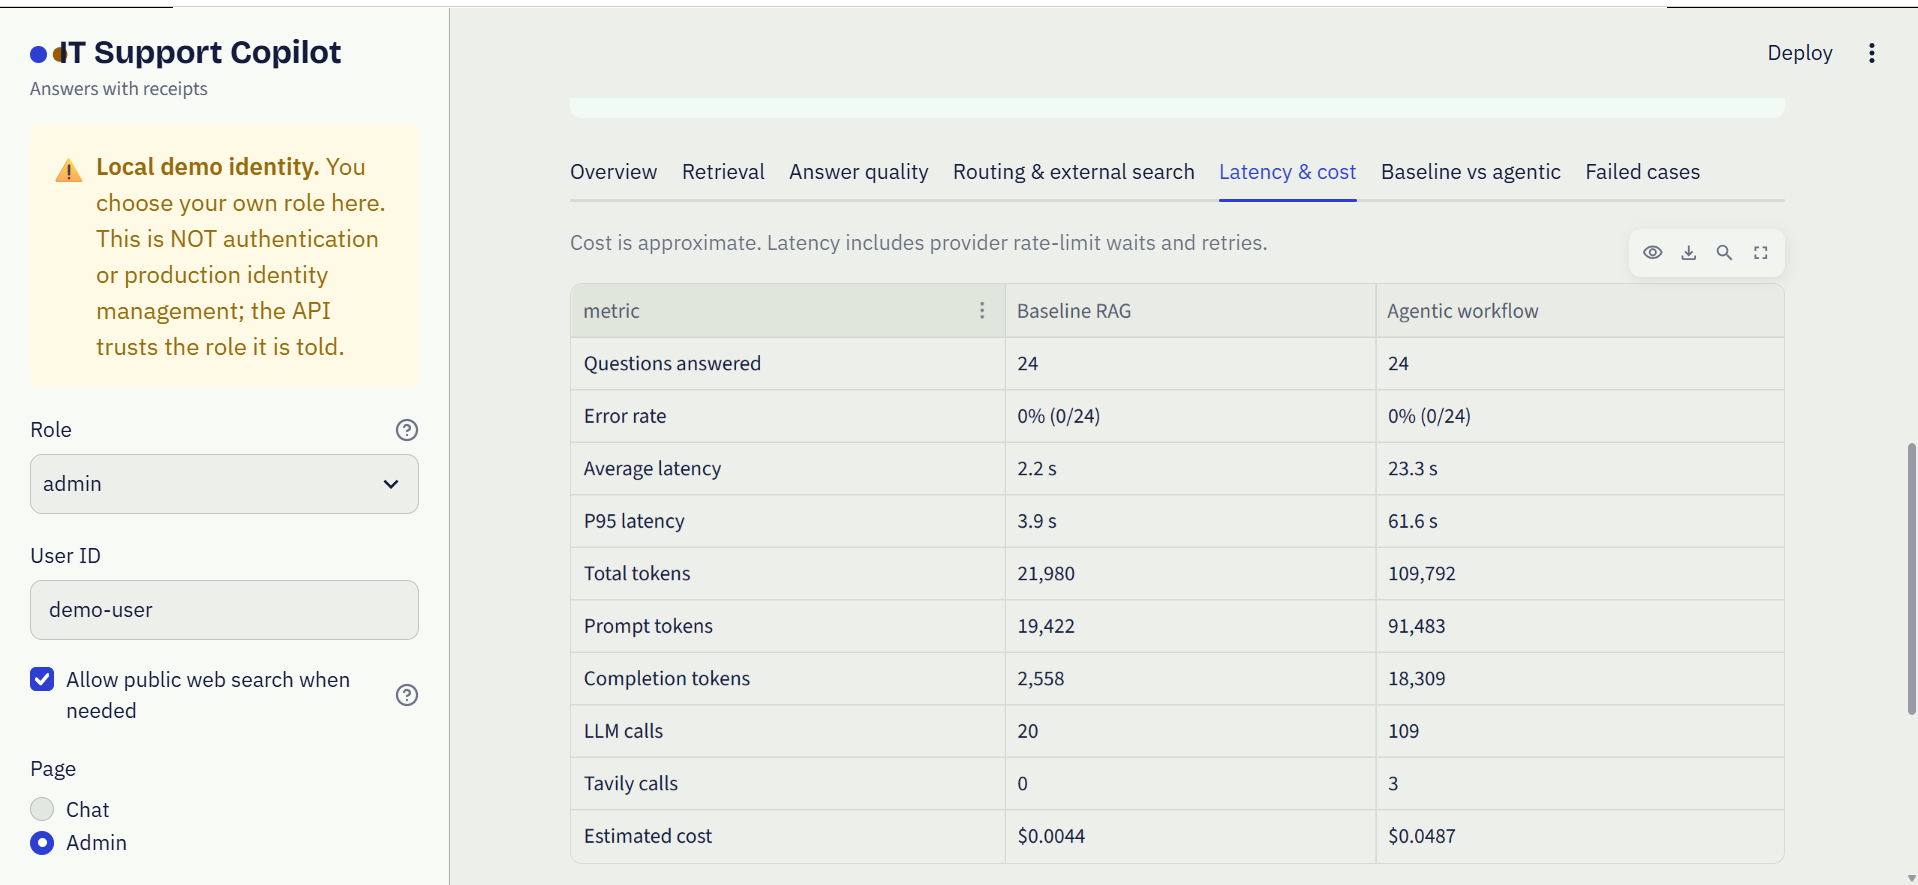 IT Support Copilot
Answers with receipts
Local demo identity. You
choose your own role here.
This is NOT authentication
or production identity
management; the API
trusts the role it is told.
Role
admin
User ID
demo-user
Allow public web search when
needed
Page
Chat
Admin
Deploy
Overview Retrieval Answer quality Routing & external search Latency & cost Baseline vs agentic Failed cases
Cost is approximate. Latency includes provider rate-limit waits and retries.
metric Baseline RAG Agentic workflow
Questions answered 24 24
Error rate 0% (0/24) 0% (0/24)
Average latency 2.2 s 23.3 s
P95 latency 3.9 s 61.6 s
Total tokens 21,980 109,792
Prompt tokens 19,422 91,483
Completion tokens 2,558 18,309
LLM calls 20 109
Tavily calls 0 3
Estimated cost $0.0044 $0.0487